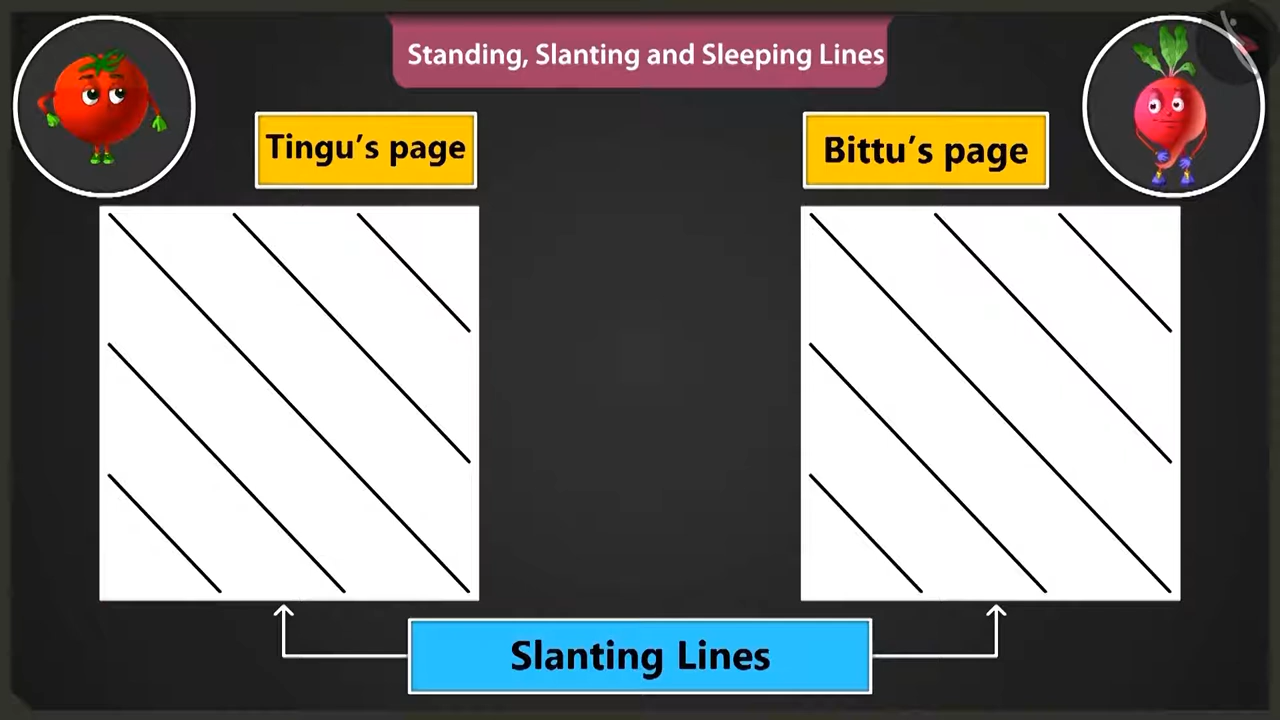 Standing, Slanting and Sleeping Lines
Tingu's page
Bittu's page
Slanting Lines